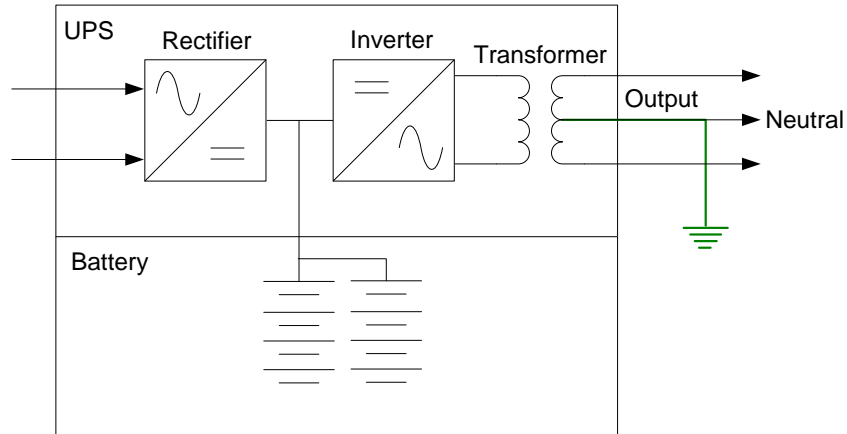 UPS
Rectifier
Inverter
Transformer
Output
Neutral
Battery